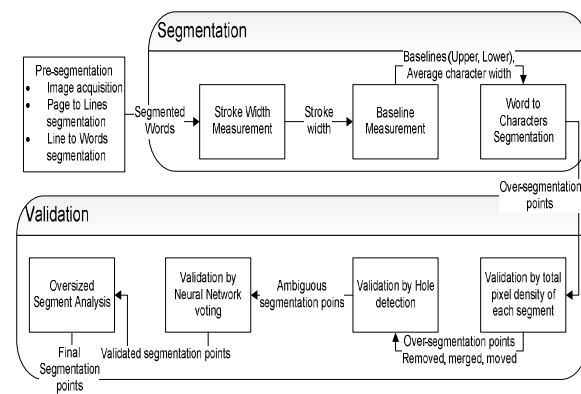 Segmentation
Pre-segmentation
• Image acquisition
• Page to Lines
segmentation
• Line to Words
segmentation
Segmented
Words
Stroke Width
Measurement
Stroke
width
Baseline
Measurement
Baselines (Upper, Lower),
Average character width
Word to
Characters
Segmentation
Over-segmentation
points
Validation
Validation by total
pixel density of
each segment
Over-segmentation points
Removed, merged, moved
Validation by Hole
detection
Ambiguous
segmentation poins
Validation by
Neural Network
voting
Validated segmentation points
Oversized
Segment Analysis
Final
Segmentation
points